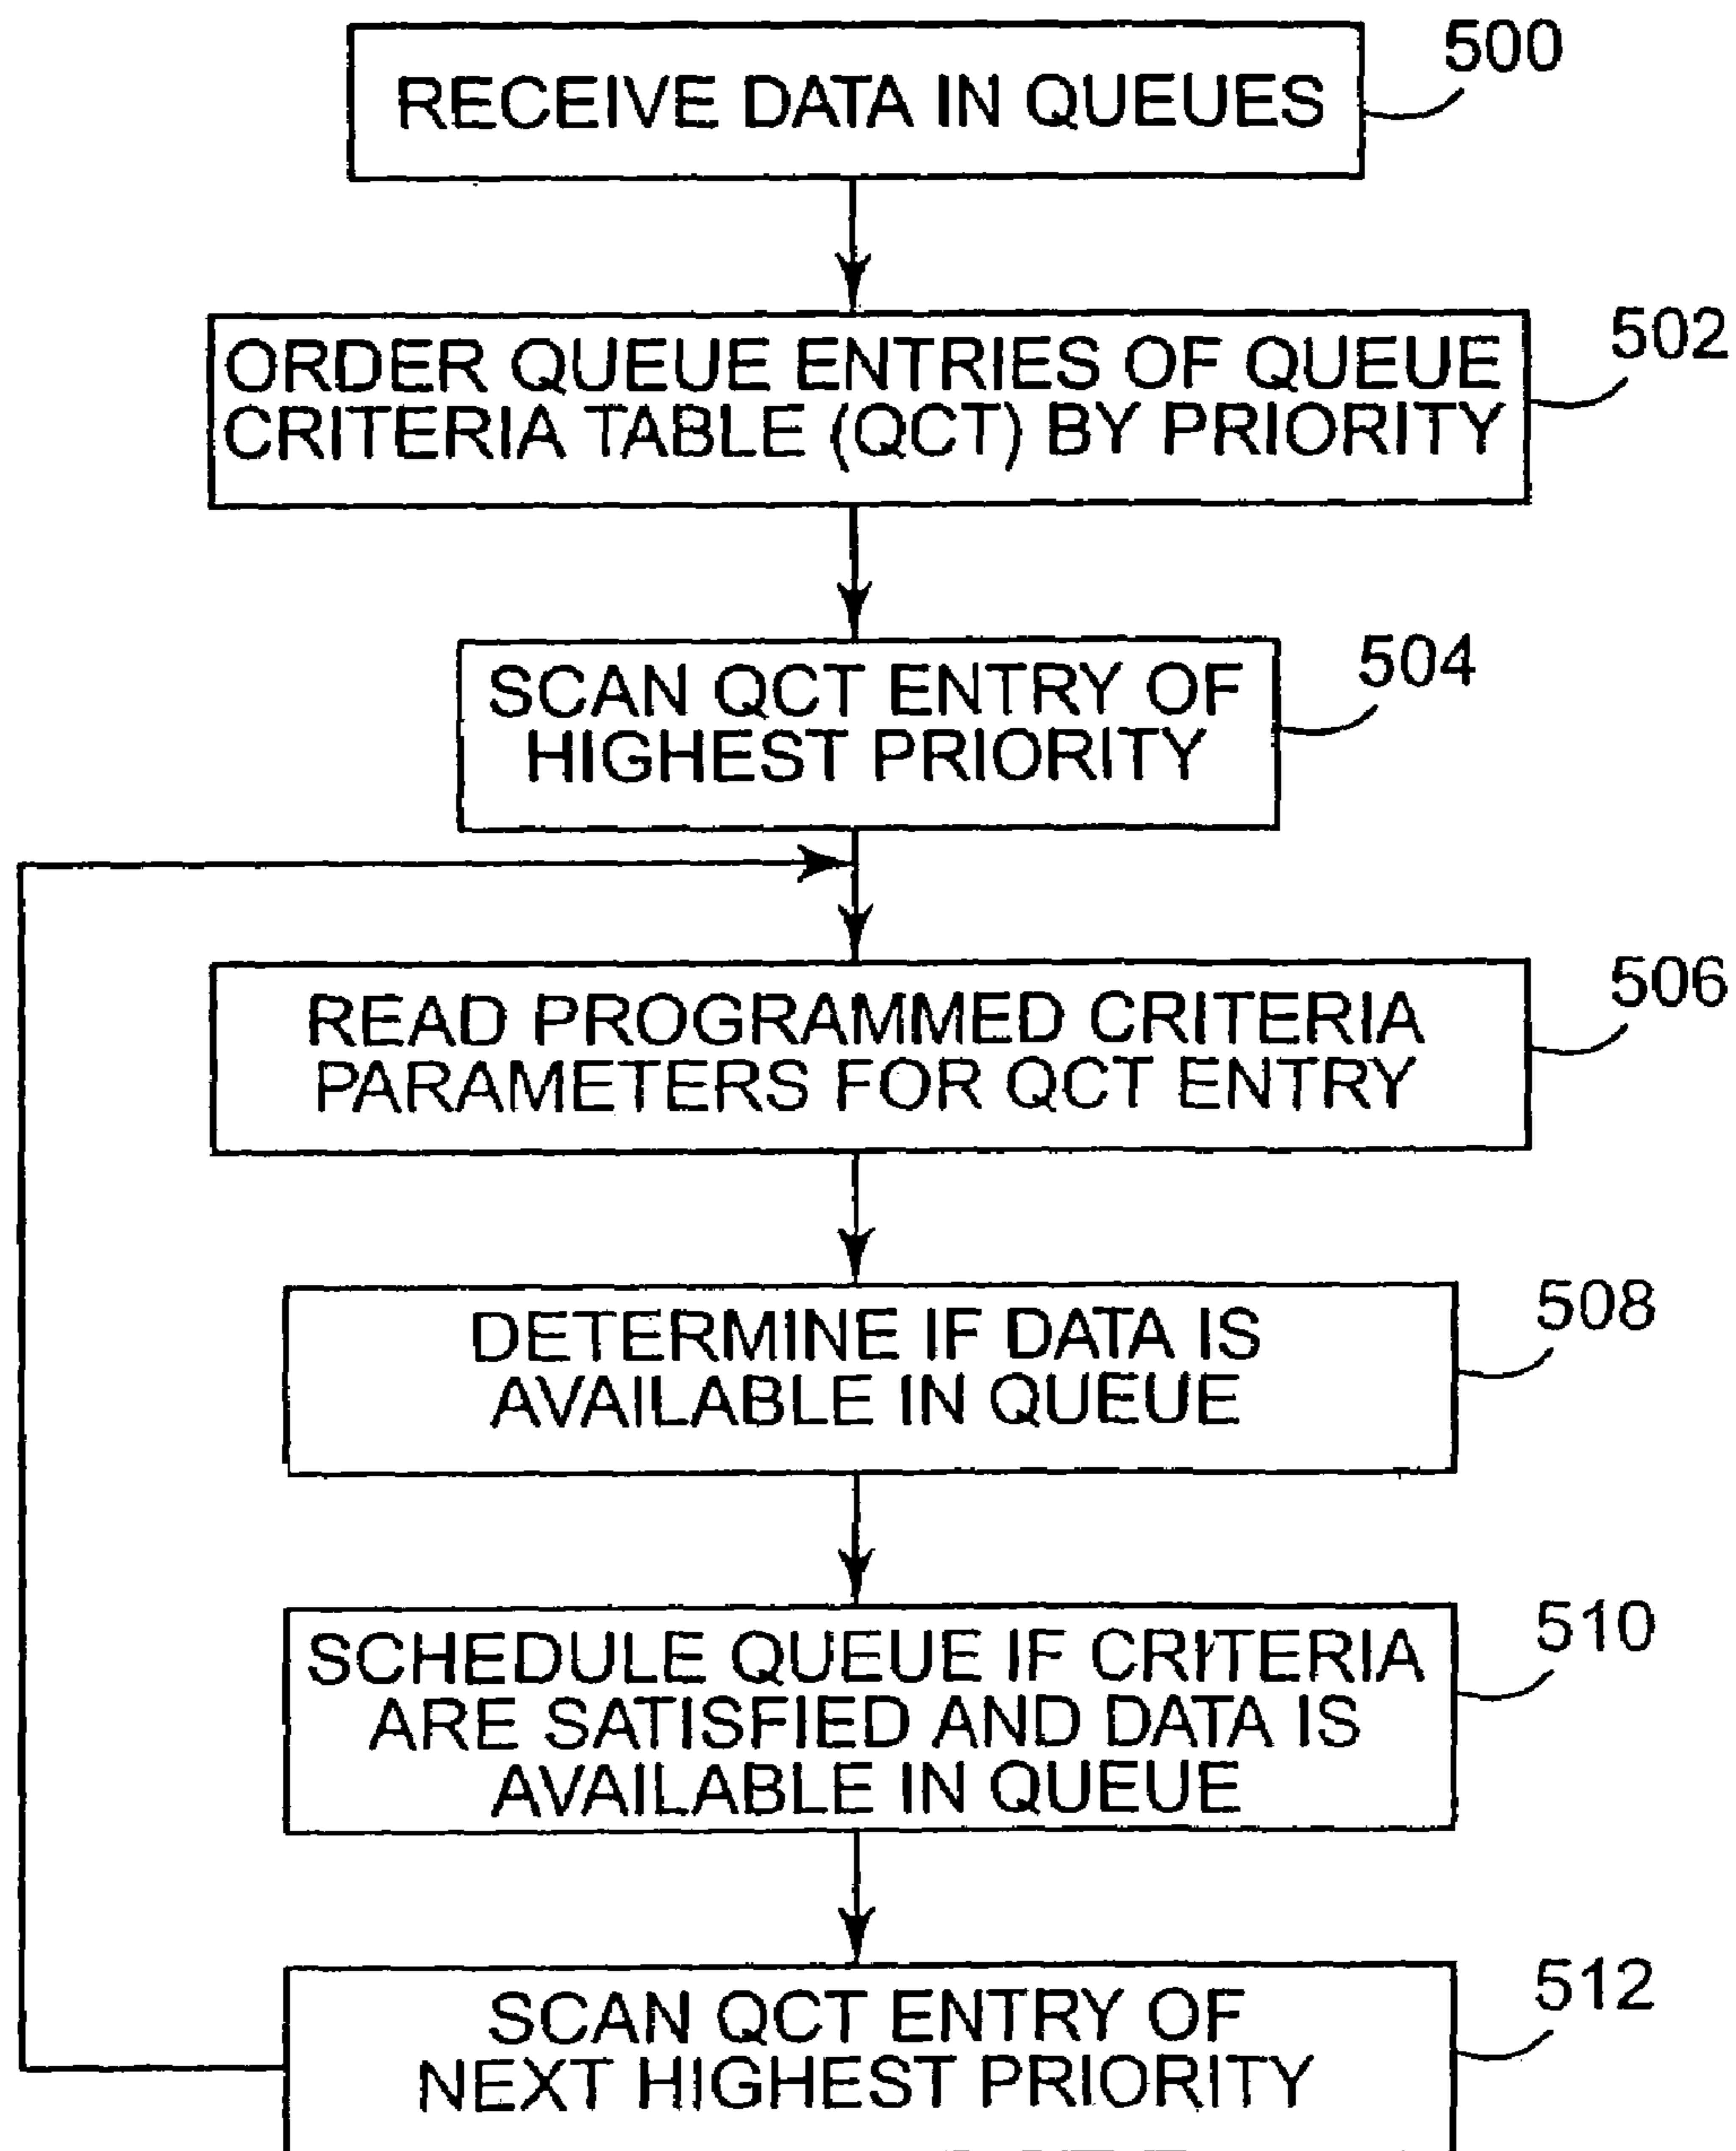 RECEIVE DATA IN QUEUES
500
ORDER QUEUE ENTRIES OF QUEUE
CRITERIA TABLE (QCT) BY PRIORITY
502
SCAN QCT ENTRY OF
HIGHEST PRIORITY
504
READ PROGRAMMED CRITERIA
PARAMETERS FOR QCT ENTRY
506
DETERMINE IF DATA IS
AVAILABLE IN QUEUE
508
SCHEDULE QUEUE IF CRITERIA
ARE SATISFIED AND DATA IS
AVAILABLE IN QUEUE
510
SCAN QCT ENTRY OF
NEXT HIGHEST PRIORITY
512